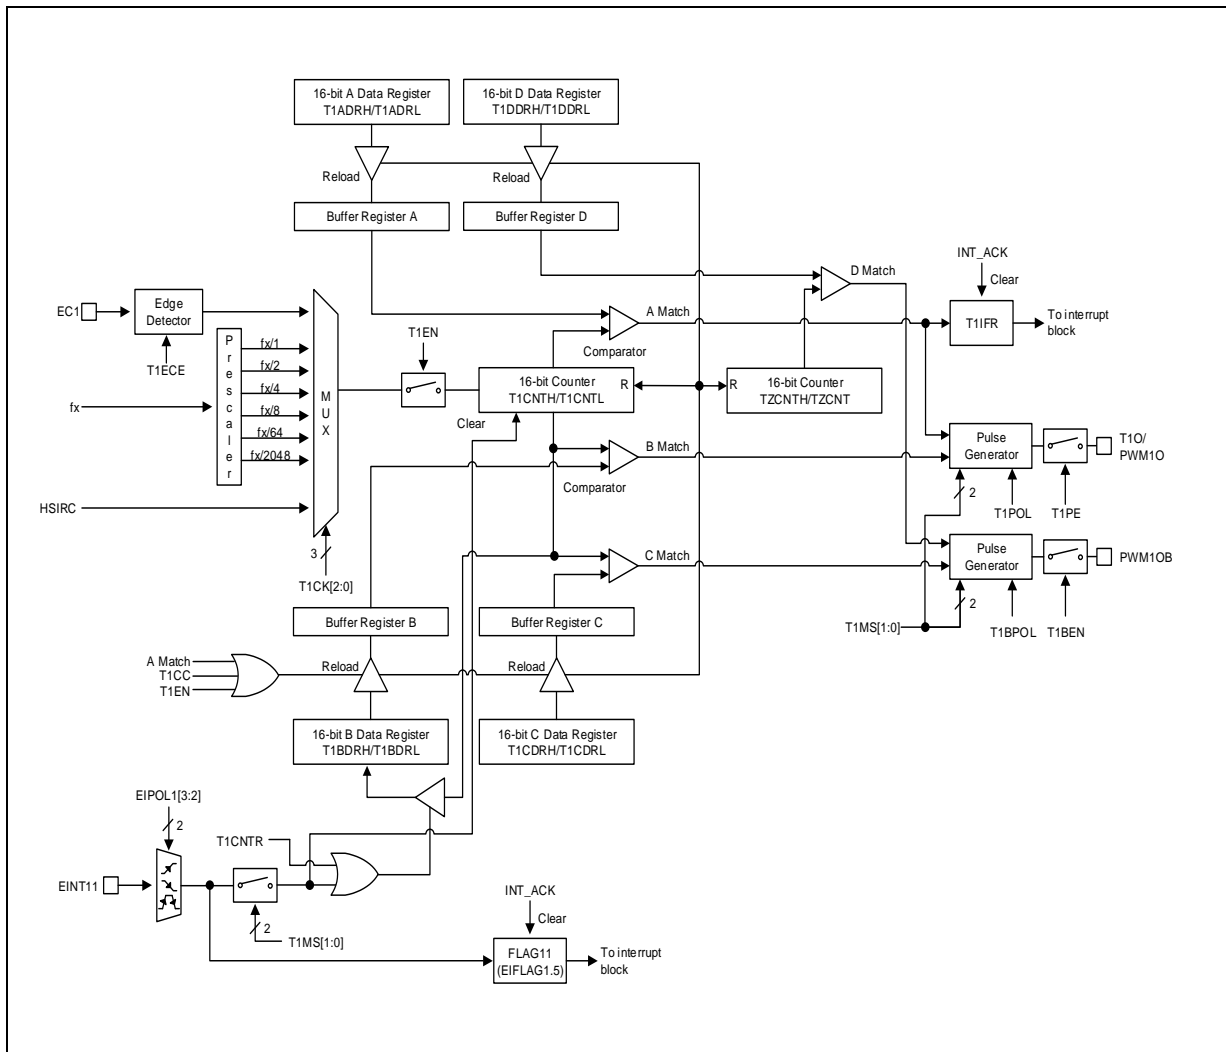 16-bit A Data Register
T1ADRH/T1ADRL
16-bit D Data Register
T1DDRH/T1DDRL
Reload
Reload
Buffer Register A
Buffer Register D
INT_ACK
Clear
D Match
EC1
Edge
Detector
A Match
T1IFR
To interrupt
block
T1ECE
Prescaler
fx/1
fx/2
fx/4
fx/8
fx/64
fx/2048
fx
MUX
T1EN
Comparator
16-bit Counter
T1CNTH/T1CNTL
R
R
16-bit Counter
TZCNTH/TZCNT
Clear
B Match
Comparator
Pulse
Generator
T1O/
PWM1O
HSIRC
2
T1POL
T1PE
3
T1CK[2:0]
C Match
Pulse
Generator
PWM1OB
2
T1MS[1:0]
T1BPOL
T1BEN
Buffer Register B
Buffer Register C
A Match
T1CC
T1EN
Reload
Reload
16-bit B Data Register
T1BDRH/T1BDRL
16-bit C Data Register
T1CDRH/T1CDRL
EIPOL1[3:2]
2
T1CNTR
EINT11
2
T1MS[1:0]
INT_ACK
Clear
FLAG11
(EIFLAG1.5)
To interrupt
block